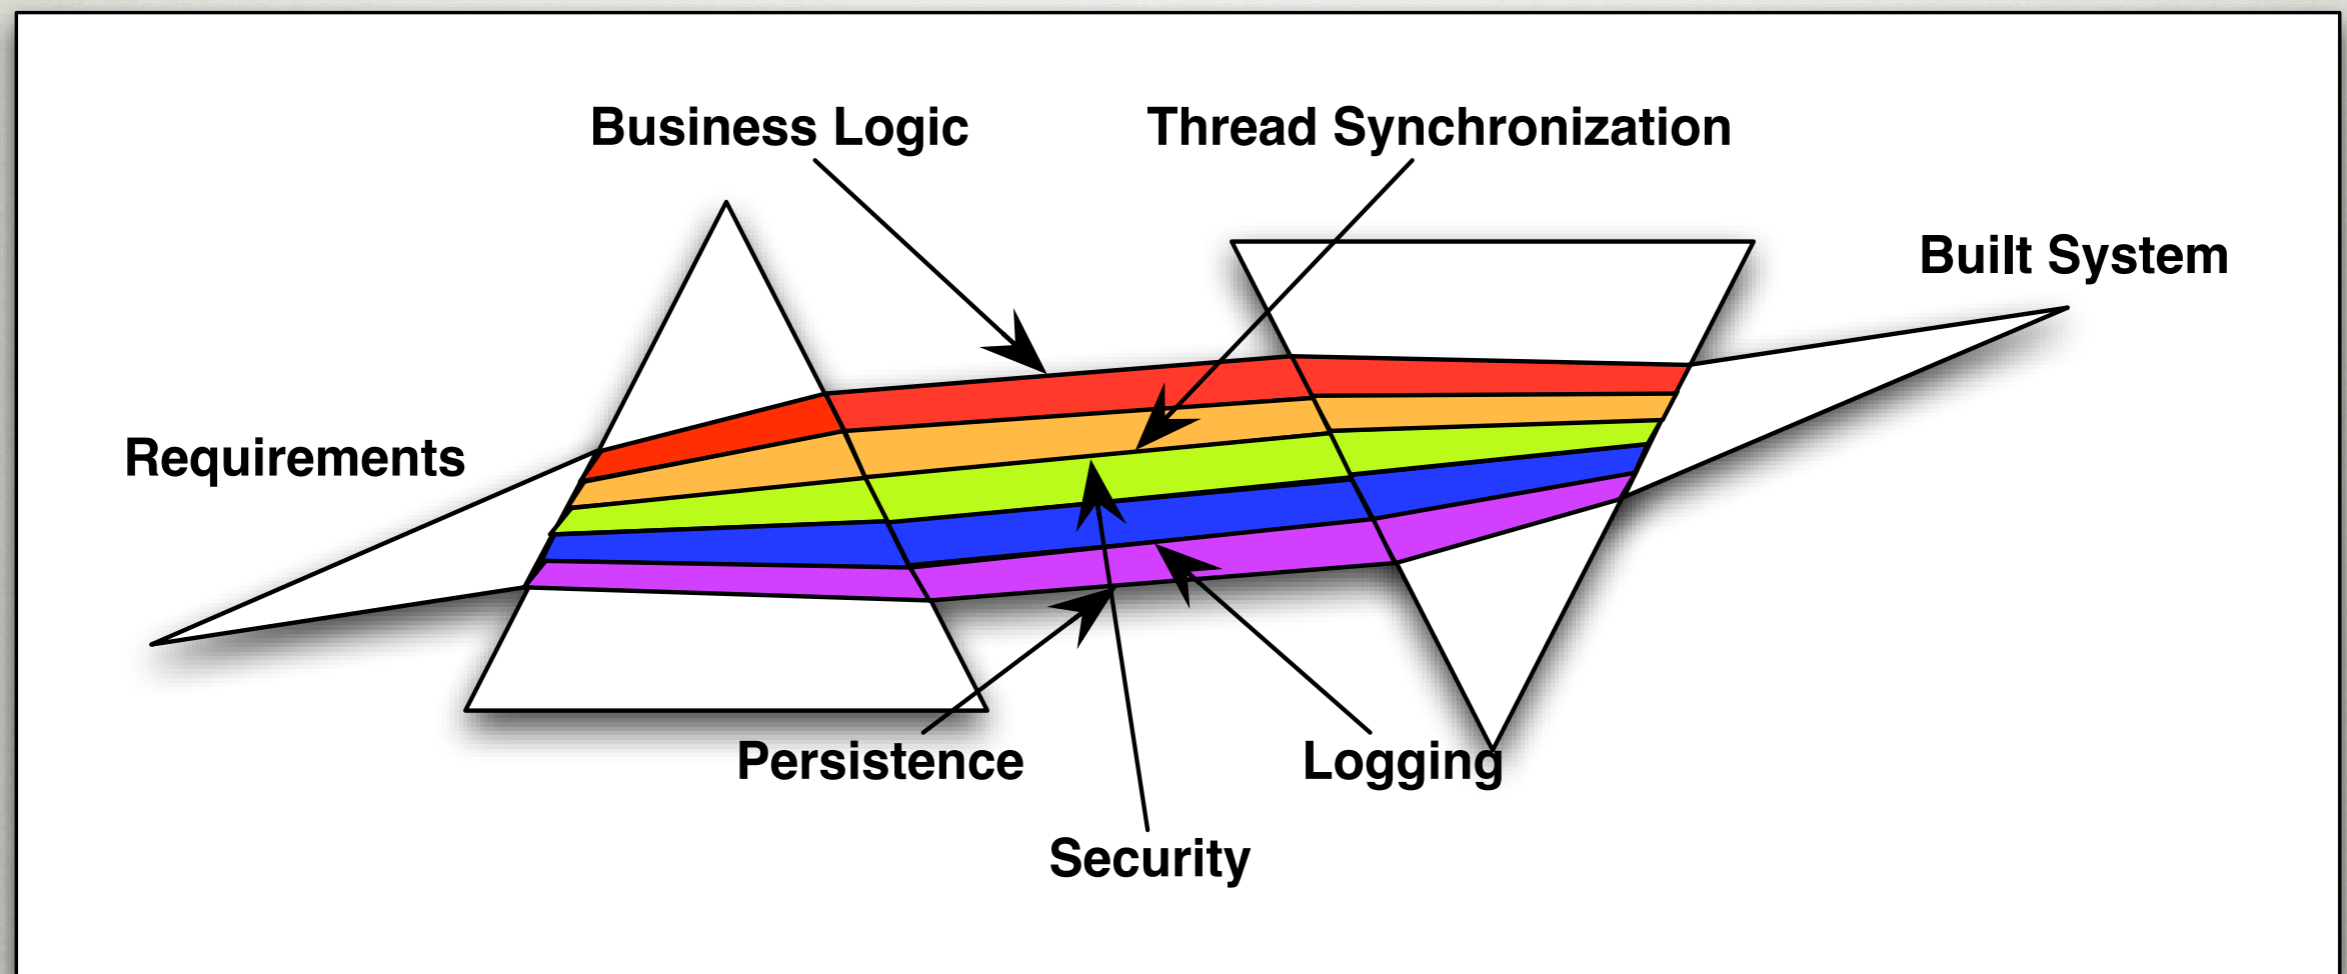 Business Logic
Thread Synchronization
Built System
Requirements
Persistence
Logging
Security